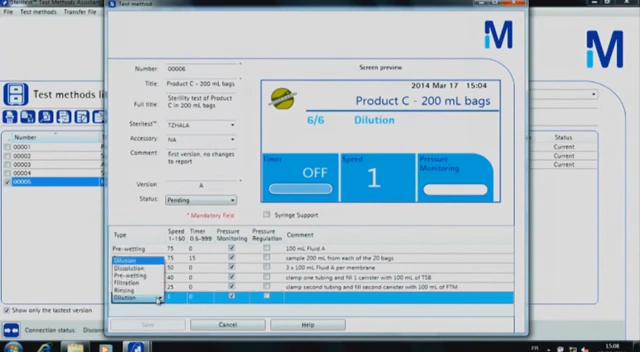 Steritest™ Test Methods Assistant
Test method
File Test methods Transfer file
Number: 00006
Title: Product C - 200 mL bags
Full title: Sterility test of Product C in 200 mL bags
Steritest™: TZHALA
Accessory: NA
Comment: first version, no changes to report
Version A
Status: Pending
* Mandatory field
Screen preview
2014 Mar 17 15:04
Product C - 200 mL bags
6/6 Dilution
Timer OFF
Speed 1
Pressure Monitoring
Syringe Support
M
M
Test methods li
Number
00001
00002
00003
00004
00006
Status
Current
Current
Current
Current
Type Speed 1-160 Timer 0.6-999 Pressure Monitoring Pressure Regulation Comment
Pre-wetting 75 0 100 mL Fluid A
75 15 sample 200 mL from each of the 20 bags
50 0 3 x 100 mL Fluid A per membrane
40 0 clamp one tubing and fill 1 canister with 100 mL of TSB
25 0 clamp second tubing and fill second canister with 100 mL of FTM
Dilution 1 0
Dilution
Dissolution
Pre-wetting
Filtration
Rinsing
Save Cancel Help
Show only the lastest version
Connection status: Disconn
FR
15:08